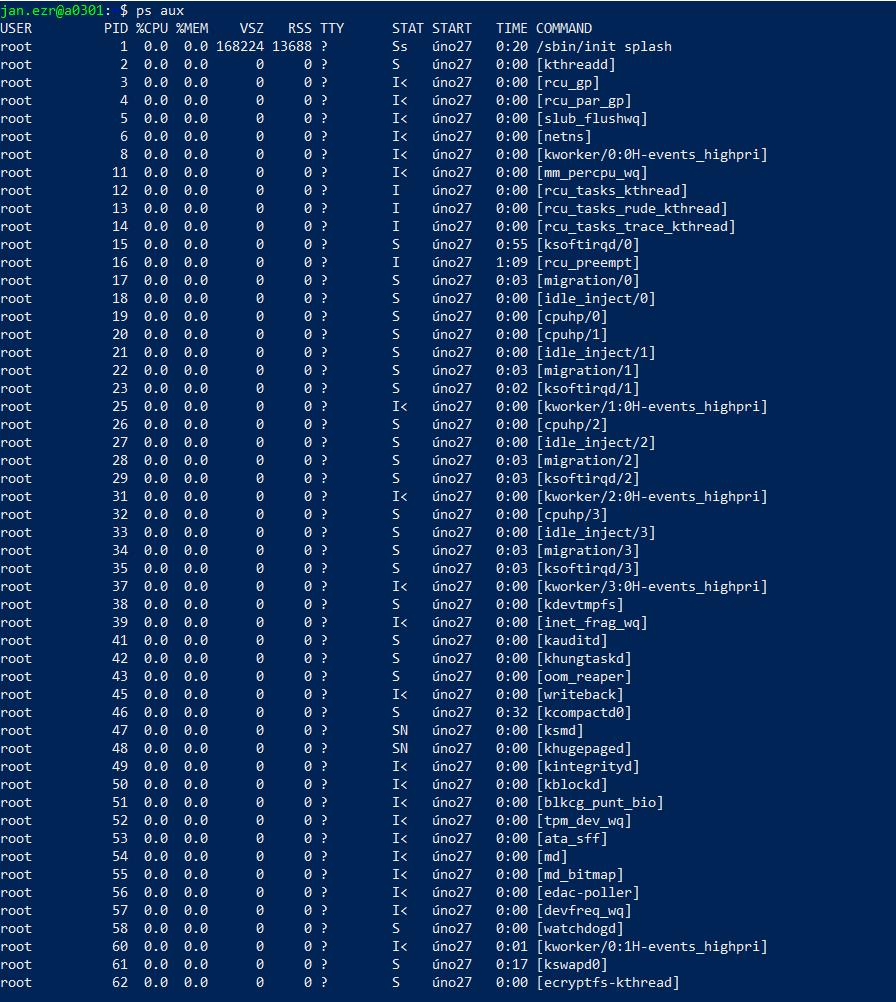 jan.ezr@a0301: $ ps aux
USER         PID %CPU %MEM    VSZ   RSS TTY      STAT START   TIME COMMAND
root           1  0.0  0.0 168224 13688 ?        Ss   úno27   0:20 /sbin/init splash
root           2  0.0  0.0      0     0 ?        S    úno27   0:00 [kthreadd]
root           3  0.0  0.0      0     0 ?        I<   úno27   0:00 [rcu_gp]
root           4  0.0  0.0      0     0 ?        I<   úno27   0:00 [rcu_par_gp]
root           5  0.0  0.0      0     0 ?        I<   úno27   0:00 [slub_flushwq]
root           6  0.0  0.0      0     0 ?        I<   úno27   0:00 [netns]
root           8  0.0  0.0      0     0 ?        I<   úno27   0:00 [kworker/0:0H-events_highpri]
root          11  0.0  0.0      0     0 ?        I<   úno27   0:00 [mm_percpu_wq]
root          12  0.0  0.0      0     0 ?        I    úno27   0:00 [rcu_tasks_kthread]
root          13  0.0  0.0      0     0 ?        I    úno27   0:00 [rcu_tasks_rude_kthread]
root          14  0.0  0.0      0     0 ?        I    úno27   0:00 [rcu_tasks_trace_kthread]
root          15  0.0  0.0      0     0 ?        S    úno27   0:55 [ksoftirqd/0]
root          16  0.0  0.0      0     0 ?        I    úno27   1:09 [rcu_preempt]
root          17  0.0  0.0      0     0 ?        S    úno27   0:03 [migration/0]
root          18  0.0  0.0      0     0 ?        S    úno27   0:00 [idle_inject/0]
root          19  0.0  0.0      0     0 ?        S    úno27   0:00 [cpuhp/0]
root          20  0.0  0.0      0     0 ?        S    úno27   0:00 [cpuhp/1]
root          21  0.0  0.0      0     0 ?        S    úno27   0:00 [idle_inject/1]
root          22  0.0  0.0      0     0 ?        S    úno27   0:03 [migration/1]
root          23  0.0  0.0      0     0 ?        S    úno27   0:02 [ksoftirqd/1]
root          25  0.0  0.0      0     0 ?        I<   úno27   0:00 [kworker/1:0H-events_highpri]
root          26  0.0  0.0      0     0 ?        S    úno27   0:00 [cpuhp/2]
root          27  0.0  0.0      0     0 ?        S    úno27   0:00 [idle_inject/2]
root          28  0.0  0.0      0     0 ?        S    úno27   0:03 [migration/2]
root          29  0.0  0.0      0     0 ?        S    úno27   0:03 [ksoftirqd/2]
root          31  0.0  0.0      0     0 ?        I<   úno27   0:00 [kworker/2:0H-events_highpri]
root          32  0.0  0.0      0     0 ?        S    úno27   0:00 [cpuhp/3]
root          33  0.0  0.0      0     0 ?        S    úno27   0:00 [idle_inject/3]
root          34  0.0  0.0      0     0 ?        S    úno27   0:03 [migration/3]
root          35  0.0  0.0      0     0 ?        S    úno27   0:03 [ksoftirqd/3]
root          37  0.0  0.0      0     0 ?        I<   úno27   0:00 [kworker/3:0H-events_highpri]
root          38  0.0  0.0      0     0 ?        S    úno27   0:00 [kdevtmpfs]
root          39  0.0  0.0      0     0 ?        I<   úno27   0:00 [inet_frag_wq]
root          41  0.0  0.0      0     0 ?        S    úno27   0:00 [kauditd]
root          42  0.0  0.0      0     0 ?        S    úno27   0:00 [khungtaskd]
root          43  0.0  0.0      0     0 ?        S    úno27   0:00 [oom_reaper]
root          45  0.0  0.0      0     0 ?        I<   úno27   0:00 [writeback]
root          46  0.0  0.0      0     0 ?        S    úno27   0:32 [kcompactd0]
root          47  0.0  0.0      0     0 ?        SN   úno27   0:00 [ksmd]
root          48  0.0  0.0      0     0 ?        SN   úno27   0:00 [khugepaged]
root          49  0.0  0.0      0     0 ?        I<   úno27   0:00 [kintegrityd]
root          50  0.0  0.0      0     0 ?        I<   úno27   0:00 [kblockd]
root          51  0.0  0.0      0     0 ?        I<   úno27   0:00 [blkcg_punt_bio]
root          52  0.0  0.0      0     0 ?        I<   úno27   0:00 [tpm_dev_wq]
root          53  0.0  0.0      0     0 ?        I<   úno27   0:00 [ata_sff]
root          54  0.0  0.0      0     0 ?        I<   úno27   0:00 [md]
root          55  0.0  0.0      0     0 ?        I<   úno27   0:00 [md_bitmap]
root          56  0.0  0.0      0     0 ?        I<   úno27   0:00 [edac-poller]
root          57  0.0  0.0      0     0 ?        I<   úno27   0:00 [devfreq_wq]
root          58  0.0  0.0      0     0 ?        S    úno27   0:00 [watchdogd]
root          60  0.0  0.0      0     0 ?        I<   úno27   0:01 [kworker/0:1H-events_highpri]
root          61  0.0  0.0      0     0 ?        S    úno27   0:17 [kswapd0]
root          62  0.0  0.0      0     0 ?        S    úno27   0:00 [ecryptfs-kthread]